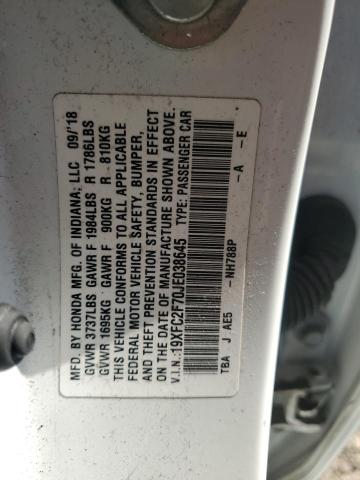 MFD. BY HONDA MFG. OF INDIANA; LLC 09/'18
GVWR 3737LBS GAWR F 1984LBS R 1786LBS
GVWR 1695KG GAWR F 900KG R 810KG
THIS VEHICLE CONFORMS TO ALL APPLICABLE
FEDERAL MOTOR VEHICLE SAFETY, BUMPER,
AND THEFT PREVENTION STANDARDS IN EFFECT
ON THE DATE OF MANUFACTURE SHOWN ABOVE.
V.I.N.: 19XFC2F70JE038645 TYPE: PASSENGER CAR
TBA J AE5 -NH788P -A -E